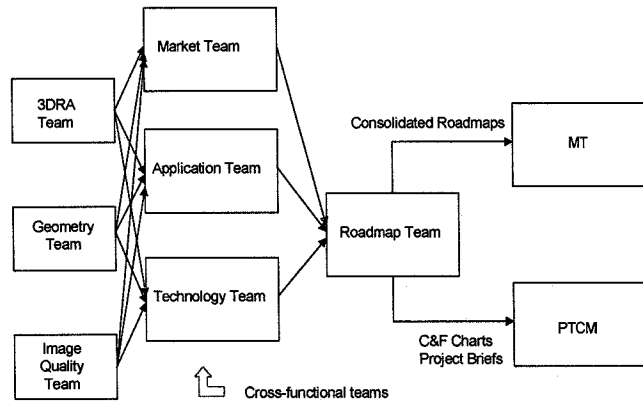 Market Team
3DRA
Team
Application Team
Geometry
Team
Technology Team
Image
Quality
Team
Roadmap Team
Consolidated Roadmaps
MT
C&F Charts
Project Briefs
PTCM
Cross-functional teams